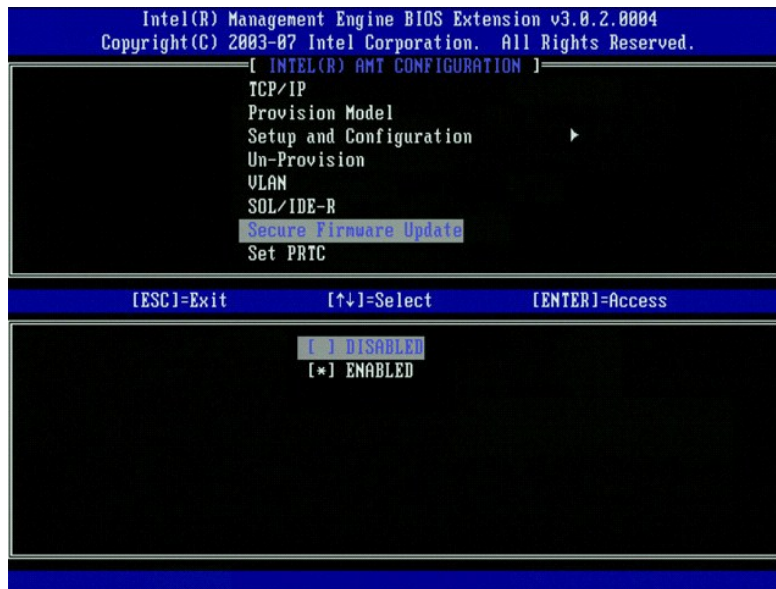 Intel(R) Management Engine BIOS Extension v3.0.2.0004
Copyright(C) 2003-07 Intel Corporation. All Rights Reserved.
[ INTEL(R) AMT CONFIGURATION ]
TCP/IP
Provision Model
Setup and Configuration
Un-Provision
VLAN
SOL/IDE-R
Secure Firmware Update
Set PRTC
[ESC]=Exit [↑↓]=Select [ENTER]=Access
[ ] DISABLED
[*] ENABLED